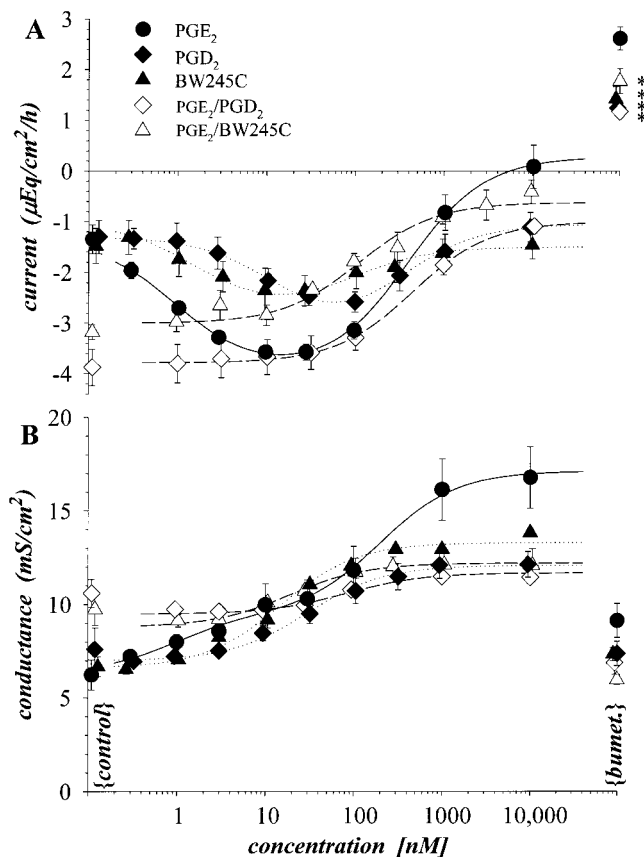 A
PGE2
PGD2
BW245C
PGE2/PGD2
PGE2/BW245C
3
2
1
0
-1
-2
-3
-4
current (µEq/cm2/h)
****
B
20
15
10
5
0
conductance (mS/cm2)
{control}
{bumet.}
1
10
100
1000
10,000
concentration [nM]